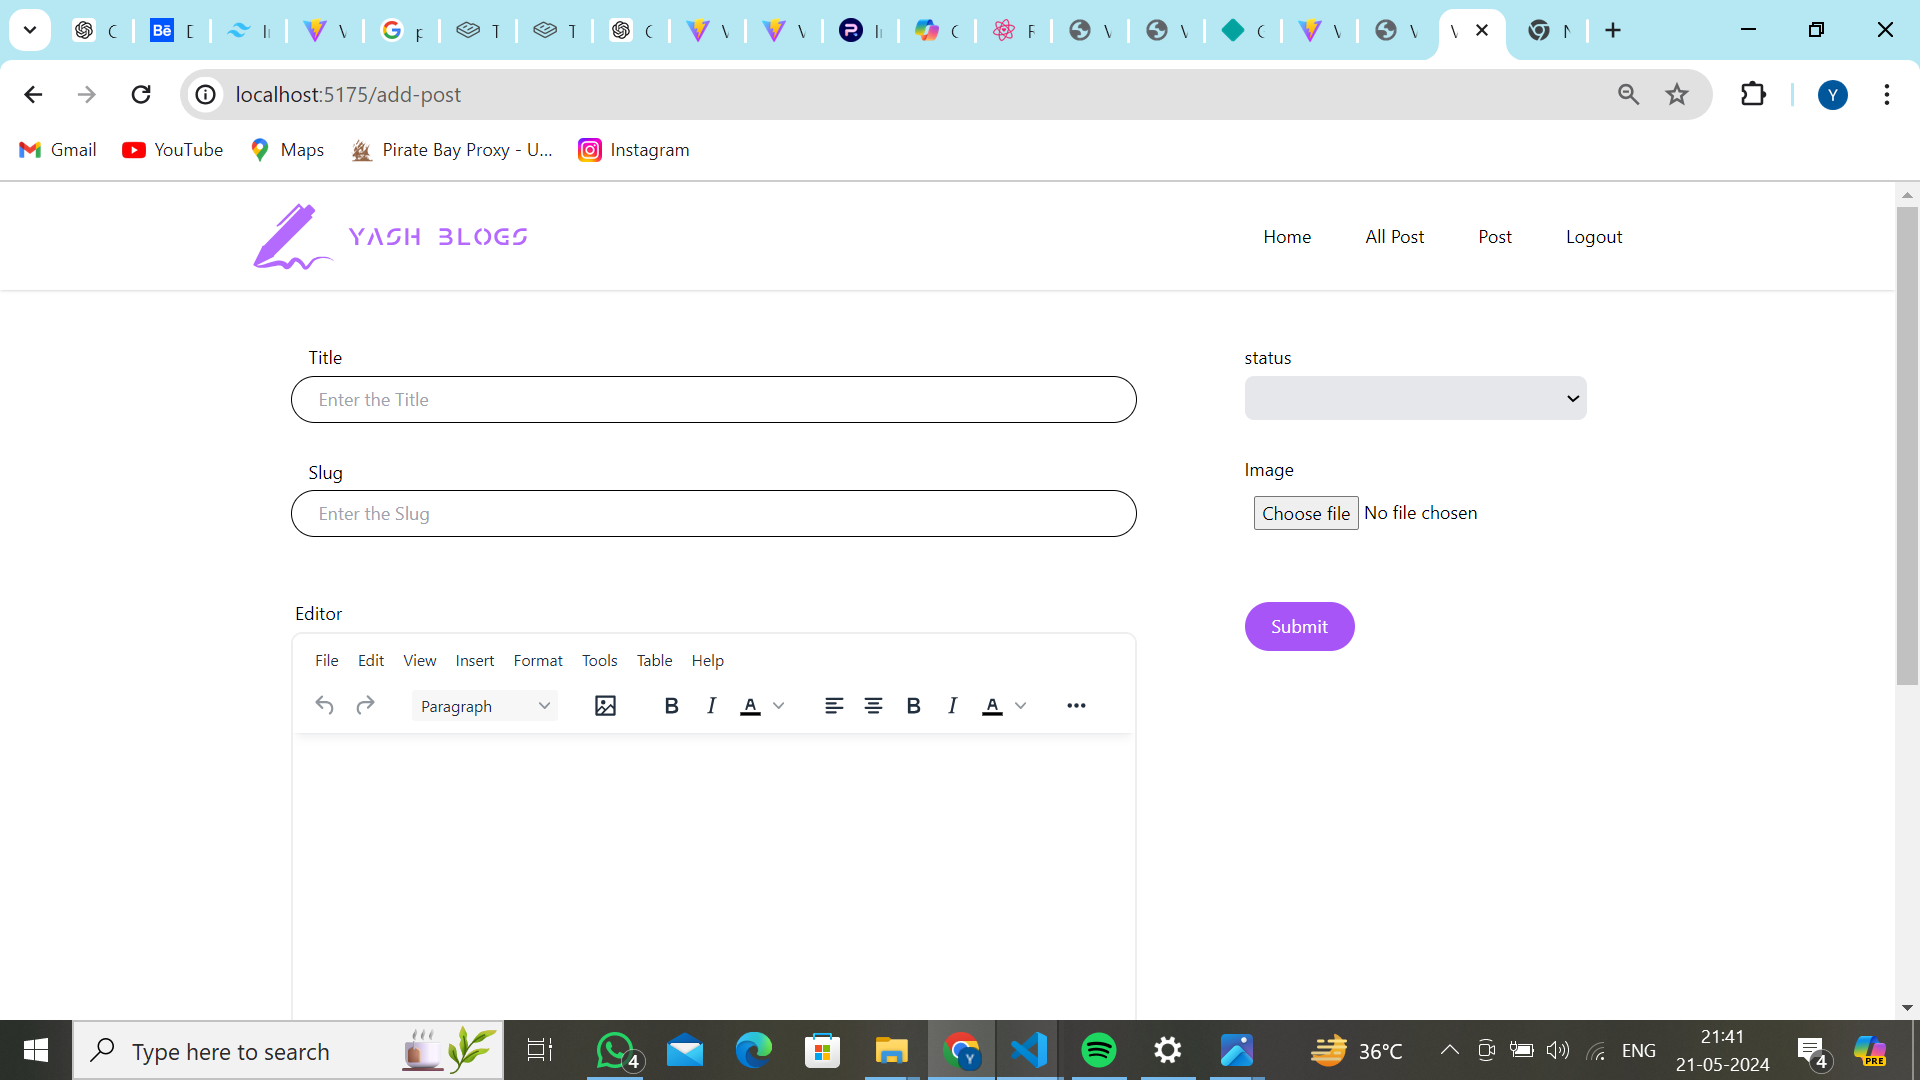 localhost:5175/add-post
Gmail YouTube Maps Pirate Bay Proxy - U... Instagram
YASH BLOGS Home All Post Post Logout
Title status
Enter the Title
Slug Image
Enter the Slug Choose file No file chosen
Editor Submit
File Edit View Insert Format Tools Table Help
Paragraph
Type here to search
4
36°C
ENG
21:41
21-05-2024
4
PRE